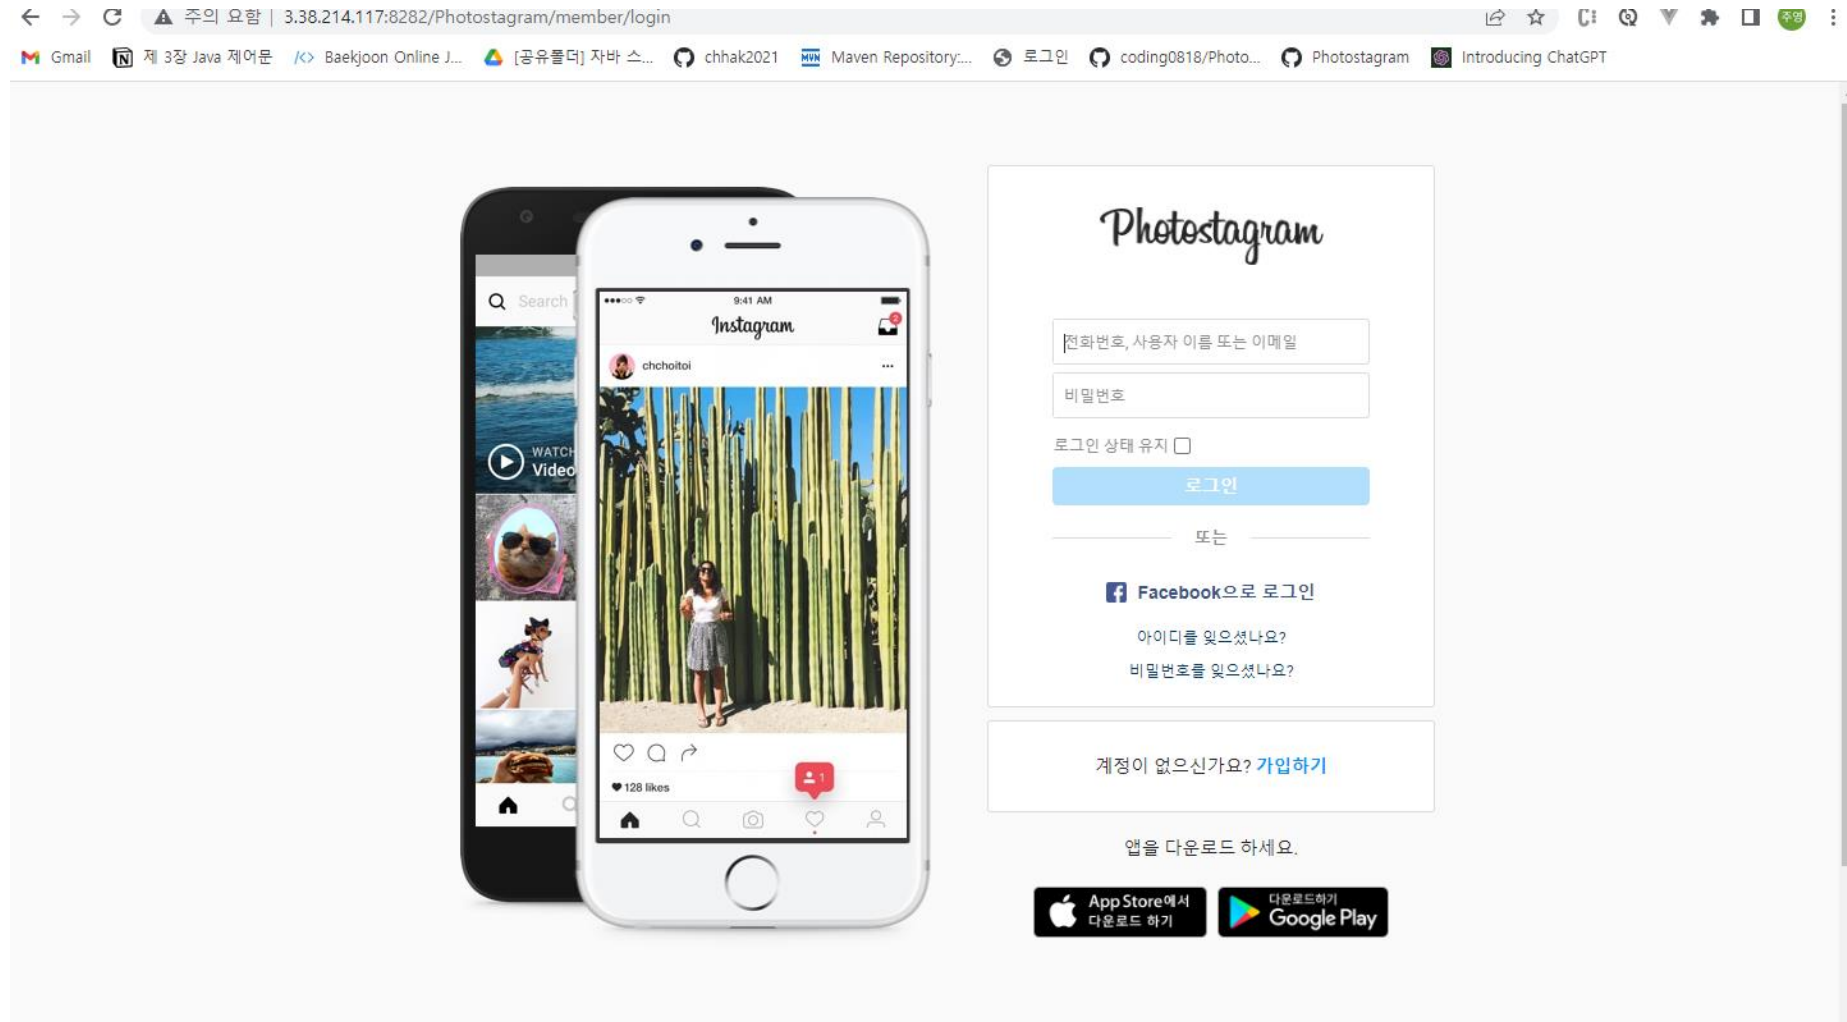 주의 요함 | 3.38.214.117:8282/Photostagram/member/login
주영
Gmail
제 3장 Java 제어문
</> Baekjoon Online J...
[공유폴더] 자바 스...
chhak2021
MVN Maven Repository:...
로그인
coding0818/Photo...
Photostagram
Introducing ChatGPT
Search
WATCH
Video
9:41 AM
Instagram
2
chchoitoi
1
128 likes
Photostagram
전화번호, 사용자 이름 또는 이메일
비밀번호
로그인 상태 유지
로그인
또는
Facebook으로 로그인
아이디를 잊으셨나요?
비밀번호를 잊으셨나요?
계정이 없으신가요? 가입하기
앱을 다운로드 하세요.
App Store에서
다운로드 하기
다운로드하기
Google Play